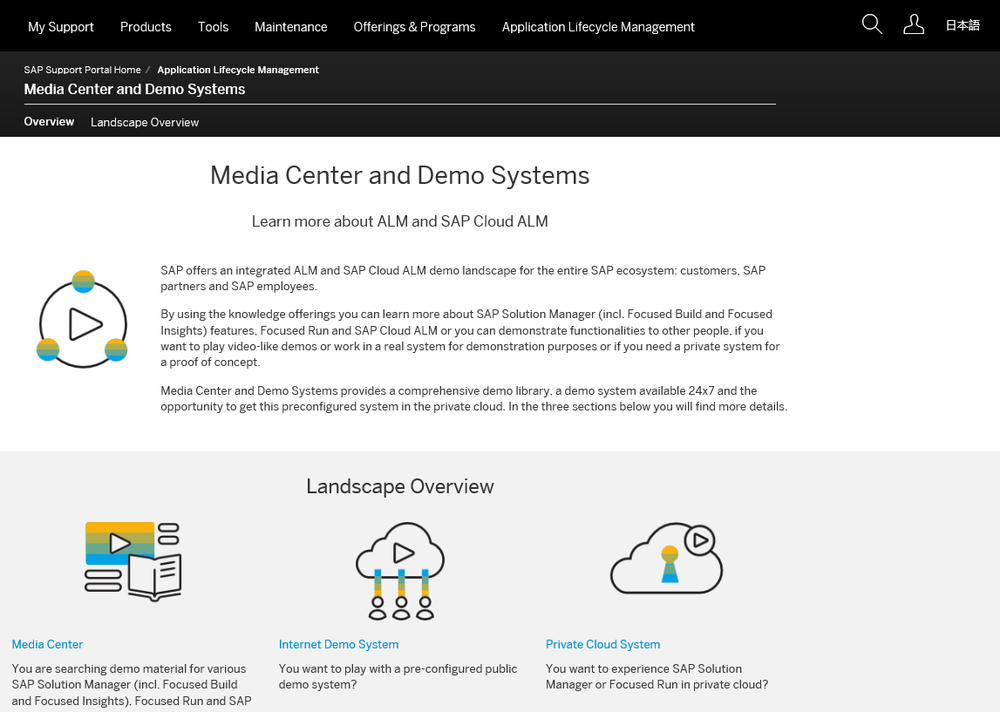 My Support Products Tools Maintenance Offerings & Programs Application Lifecycle Management 日本語
SAP Support Portal Home / Application Lifecycle Management
Media Center and Demo Systems
Overview Landscape Overview
Media Center and Demo Systems
Learn more about ALM and SAP Cloud ALM
SAP offers an integrated ALM and SAP Cloud ALM demo landscape for the entire SAP ecosystem: customers, SAP
partners and SAP employees.
By using the knowledge offerings you can learn more about SAP Solution Manager (incl. Focused Build and Focused
Insights) features, Focused Run and SAP Cloud ALM or you can demonstrate functionalities to other people, if you
want to play video-like demos or work in a real system for demonstration purposes or if you need a private system for
a proof of concept.
Media Center and Demo Systems provides a comprehensive demo library, a demo system available 24x7 and the
opportunity to get this preconfigured system in the private cloud. In the three sections below you will find more details.
Landscape Overview
Media Center
You are searching demo material for various
SAP Solution Manager (incl. Focused Build
and Focused Insights), Focused Run and SAP
Internet Demo System
You want to play with a pre-configured public
demo system?
Private Cloud System
You want to experience SAP Solution
Manager or Focused Run in private cloud?